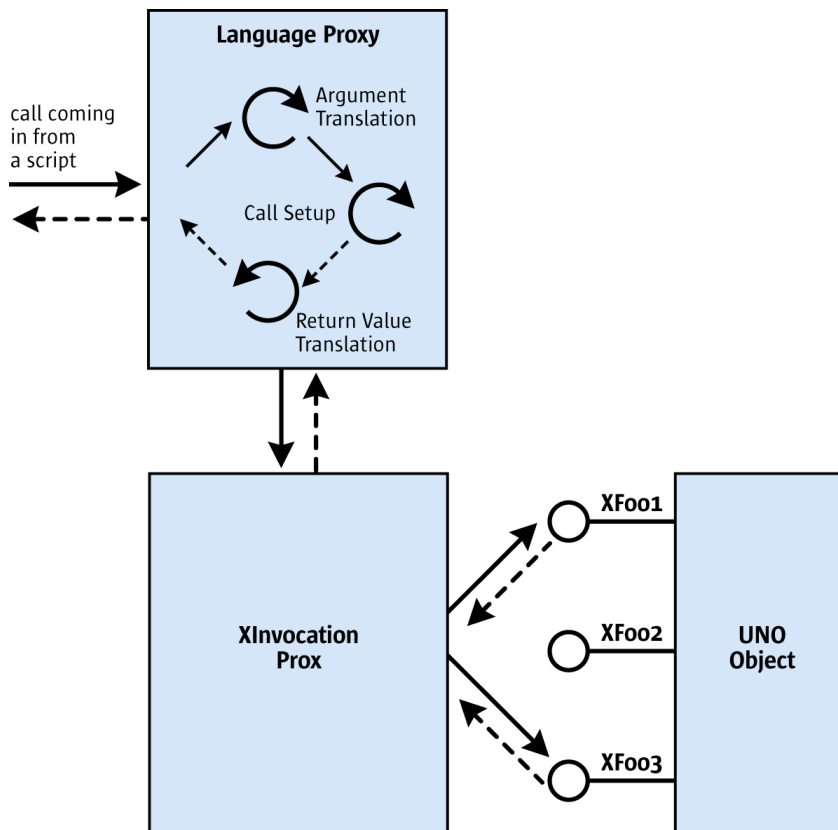 Language Proxy
call coming
in from
a script
Argument
Translation
Call Setup
Return Value
Translation
XInvocation
Prox
XFoo1
XFoo2
XFoo3
UNO
Object